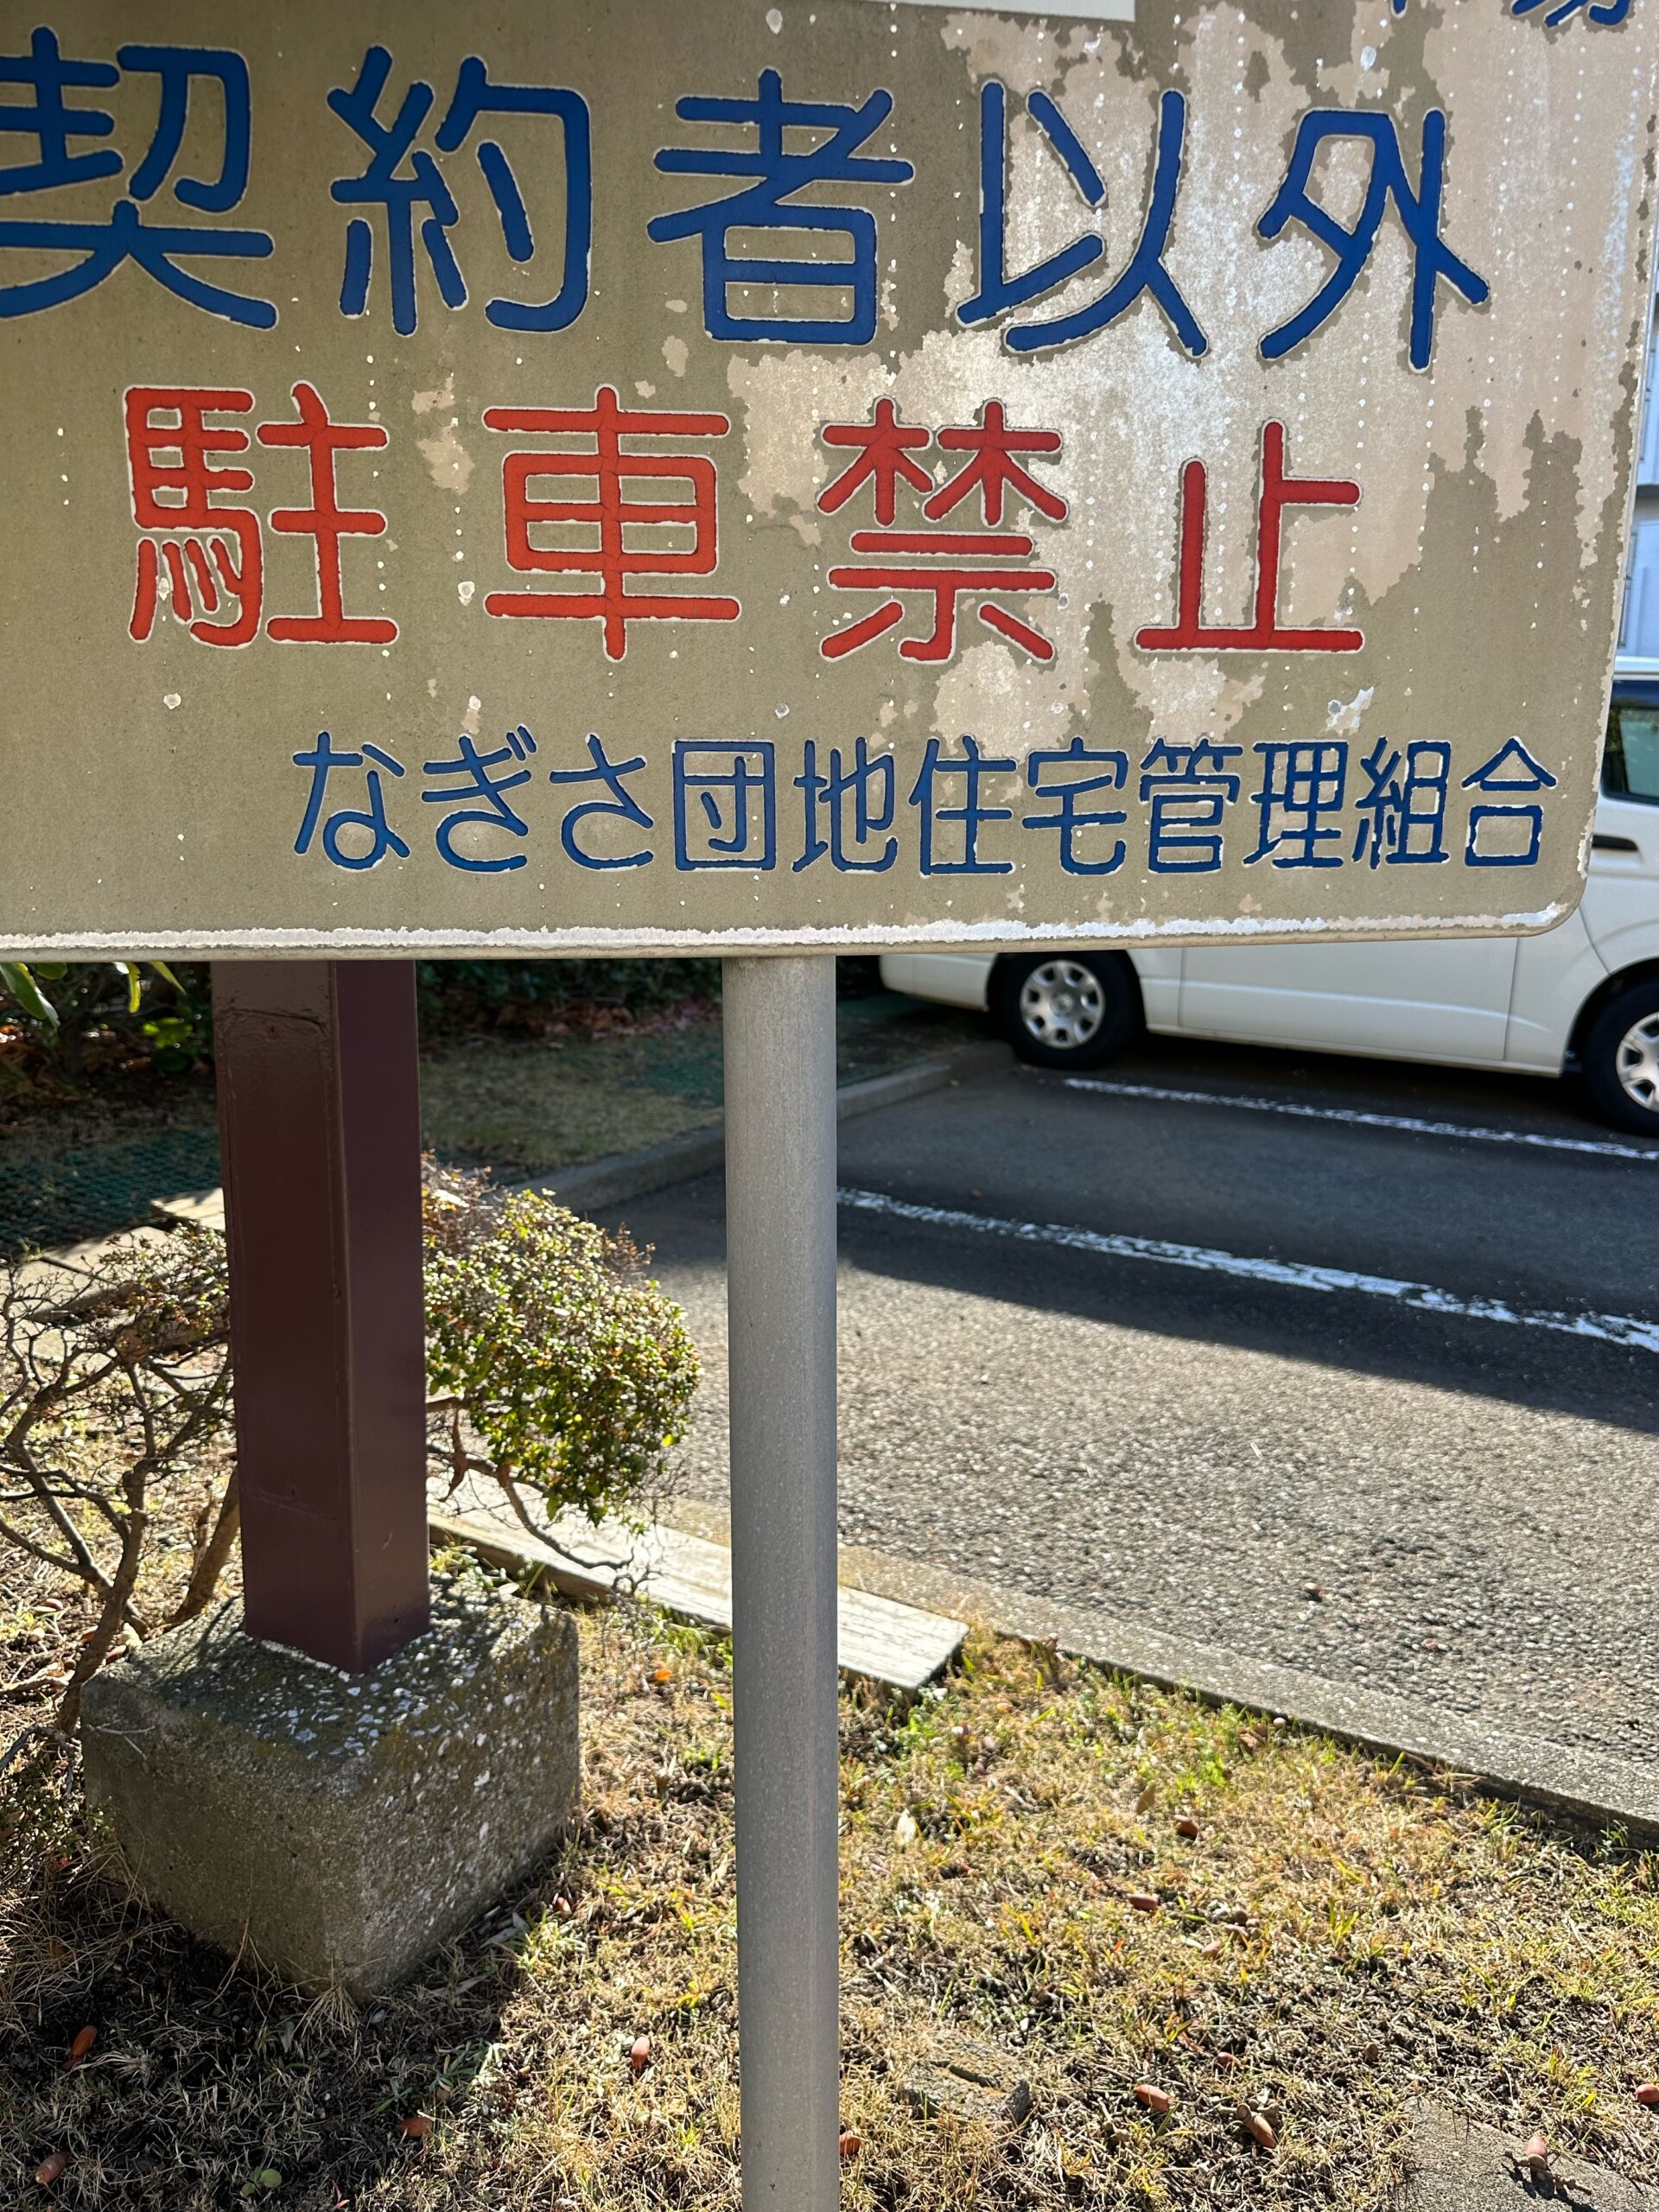 契約者以外
駐車禁止
なぎさ団地住宅管理組合